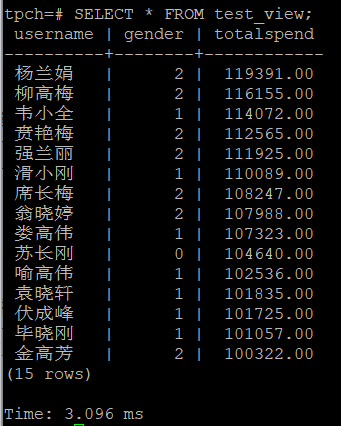 tpch=# SELECT * FROM test_view;
username | gender | totalspend
----------+--------+------------
杨兰娟 | 2 | 119391.00
柳高梅 | 2 | 116155.00
韦小全 | 1 | 114072.00
贲艳梅 | 2 | 112565.00
强兰丽 | 2 | 111925.00
滑小刚 | 1 | 110089.00
席长梅 | 2 | 108247.00
翁晓婷 | 2 | 107988.00
娄高伟 | 1 | 107323.00
苏长刚 | 0 | 104640.00
喻高伟 | 1 | 102536.00
袁晓轩 | 1 | 101835.00
伏成峰 | 1 | 101725.00
毕晓刚 | 1 | 101057.00
金高芳 | 2 | 100322.00
(15 rows)
Time: 3.096 ms